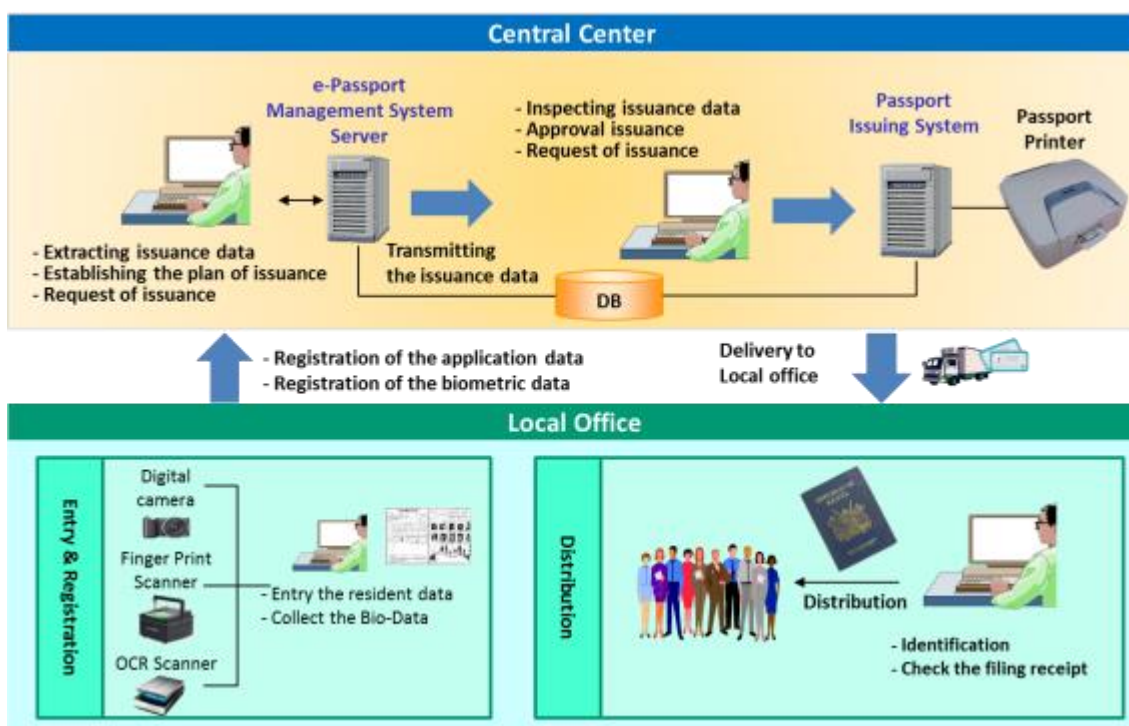 Central Center
e-Passport
Management System
Server
- Extracting issuance data
- Establishing the plan of issuance
- Request of issuance
Transmitting
the issuance data
- Inspecting issuance data
- Approval issuance
- Request of issuance
DB
Passport
Issuing System
Passport
Printer
- Registration of the application data
- Registration of the biometric data
Delivery to
Local office
Local Office
Entry & Registration
Digital
camera
Finger Print
Scanner
OCR Scanner
- Entry the resident data
- Collect the Bio-Data
Distribution
Distribution
- Identification
- Check the filing receipt